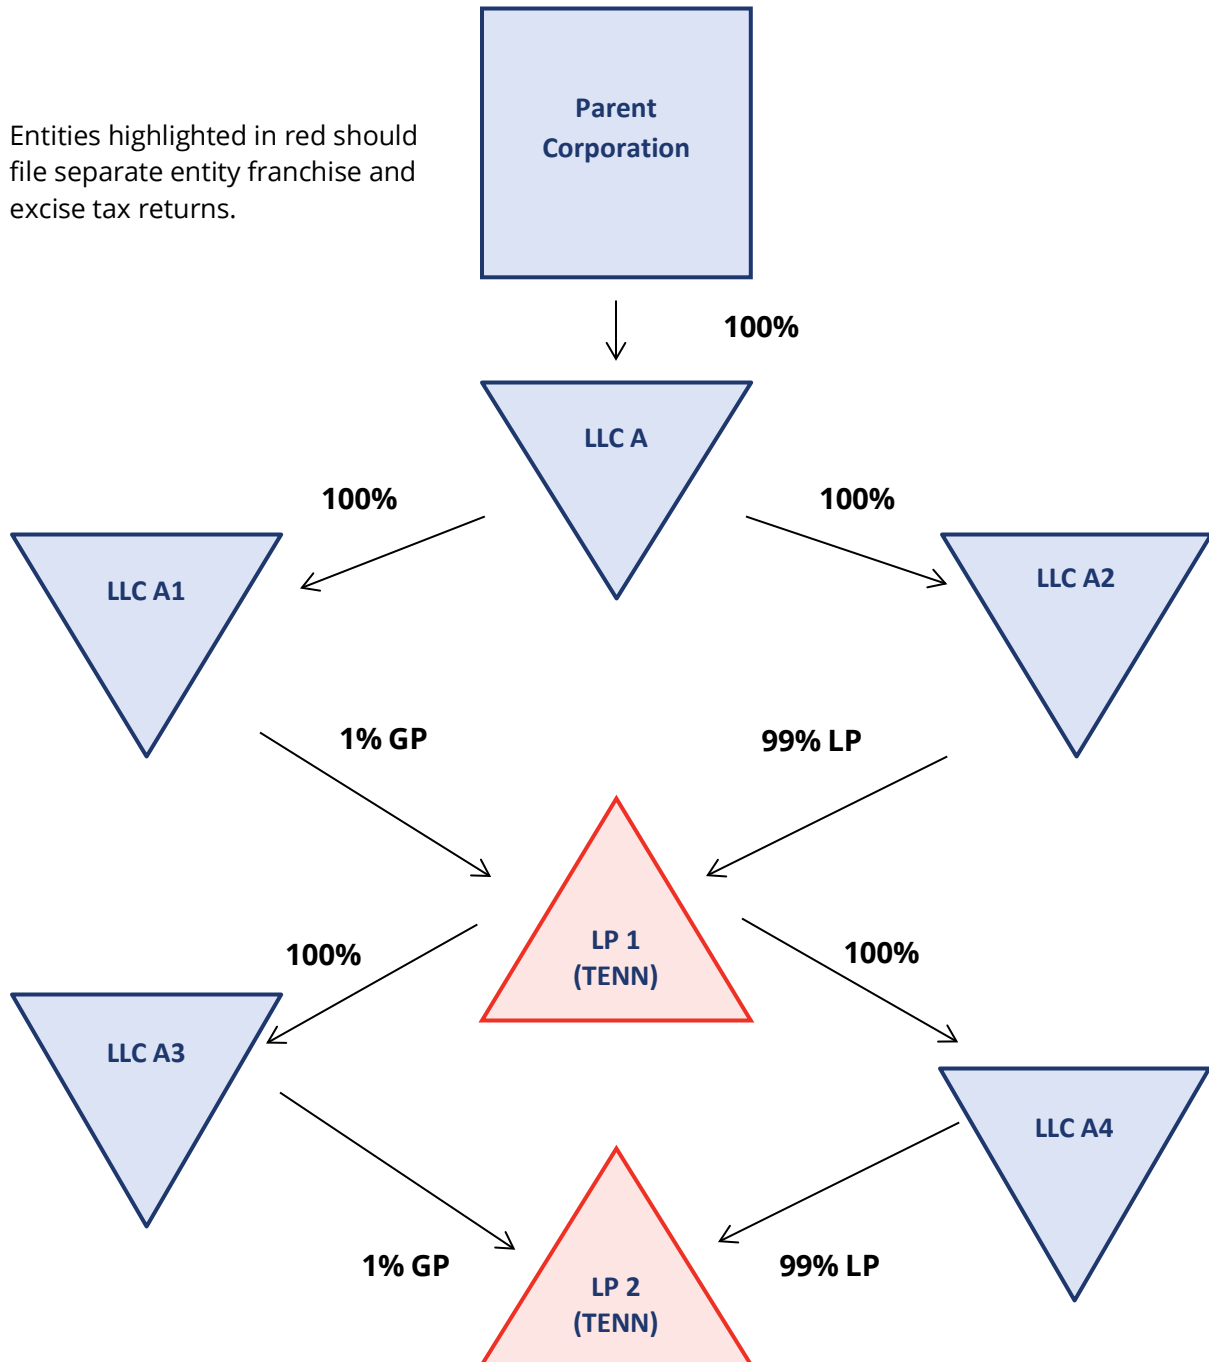 Parent
Corporation
Entities highlighted in red should
file separate entity franchise and
excise tax returns.
100%
LLC A
100%
100%
LLC A1
LLC A2
1% GP
99% LP
LP 1
(TENN)
100%
100%
LLC A3
LLC A4
1% GP
99% LP
LP 2
(TENN)